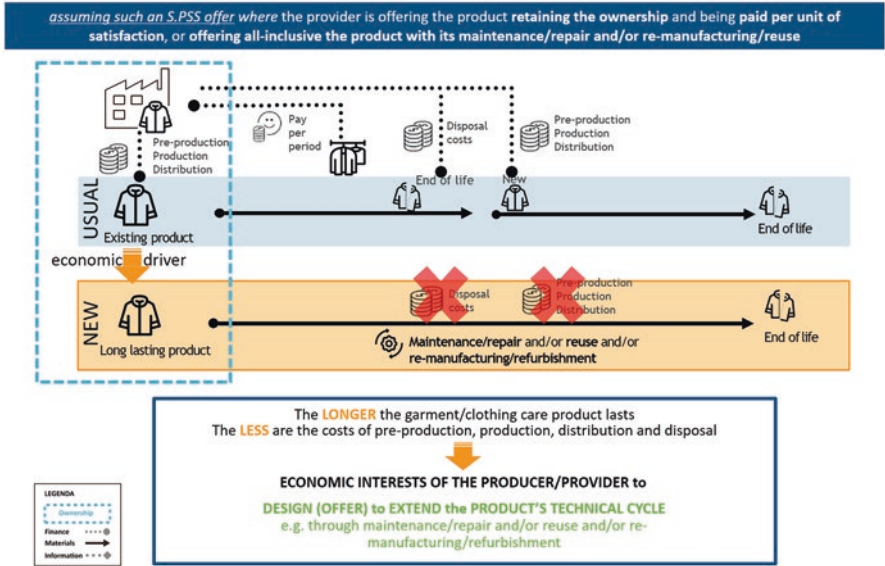 assuming such an S.PSS offer where the provider is offering the product retaining the ownership and being paid per unit of
satisfaction, or offering all-inclusive the product with its maintenance/repair and/or re-manufacturing/reuse
Pay
per
period
Pre-production
Production
Distribution
Disposal
costs
Pre-production
Production
Distribution
USUAL
Existing product
End of life
New
End of life
economic driver
NEW
Long lasting product
Disposal
costs
Pre-production
Production
Distribution
Maintenance/repair and/or reuse and/or
re-manufacturing/refurbishment
End of life
The LONGER the garment/clothing care product lasts
The LESS are the costs of pre-production, production, distribution and disposal
ECONOMIC INTERESTS OF THE PRODUCER/PROVIDER to
DESIGN (OFFER) to EXTEND the PRODUCT'S TECHNICAL CYCLE
e.g. through maintenance/repair and/or reuse and/or re-
manufacturing/refurbishment
LEGENDA
Ownership
Finance
Materials
Information